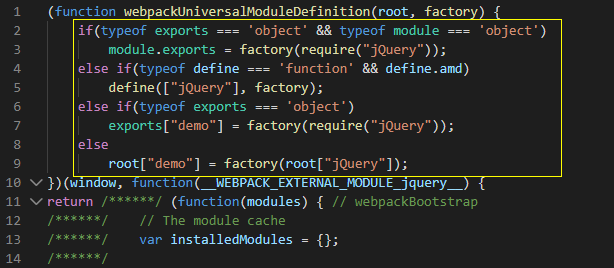 1 (function webpackUniversalModuleDefinition(root, factory) {
2 if(typeof exports === 'object' && typeof module === 'object')
3 module.exports = factory(require("jQuery"));
4 else if(typeof define === 'function' && define.amd)
5 define(["jQuery"], factory);
6 else if(typeof exports === 'object')
7 exports["demo"] = factory(require("jQuery"));
8 else
9 root["demo"] = factory(root["jQuery"]);
10 })(window, function(__WEBPACK_EXTERNAL_MODULE_jquery__) {
11 return /******/ (function(modules) { // webpackBootstrap
12 /******/ // The module cache
13 /******/ var installedModules = {};
14 /******/